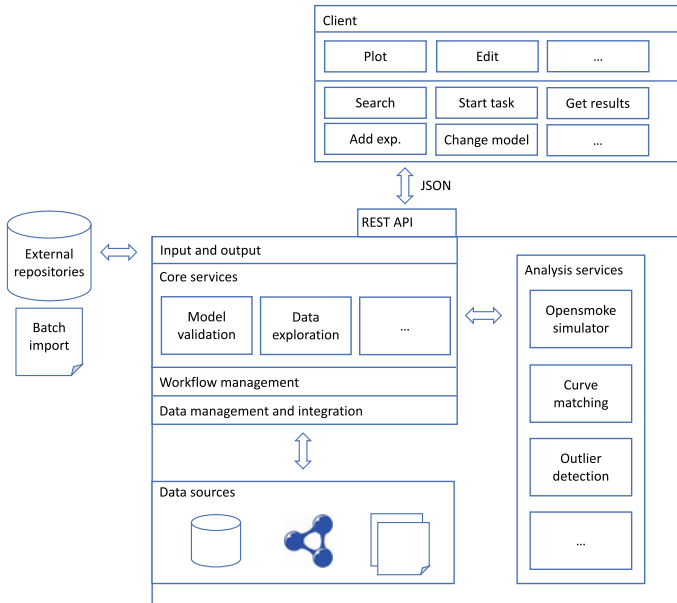 Client
Plot
Edit
...
Search
Start task
Get results
Add exp.
Change model
...
JSON
REST API
External
repositories
Batch
import
Input and output
Core services
Model
validation
Data
exploration
...
Workflow management
Data management and integration
Analysis services
Opensmoke
simulator
Curve
matching
Outlier
detection
...
Data sources